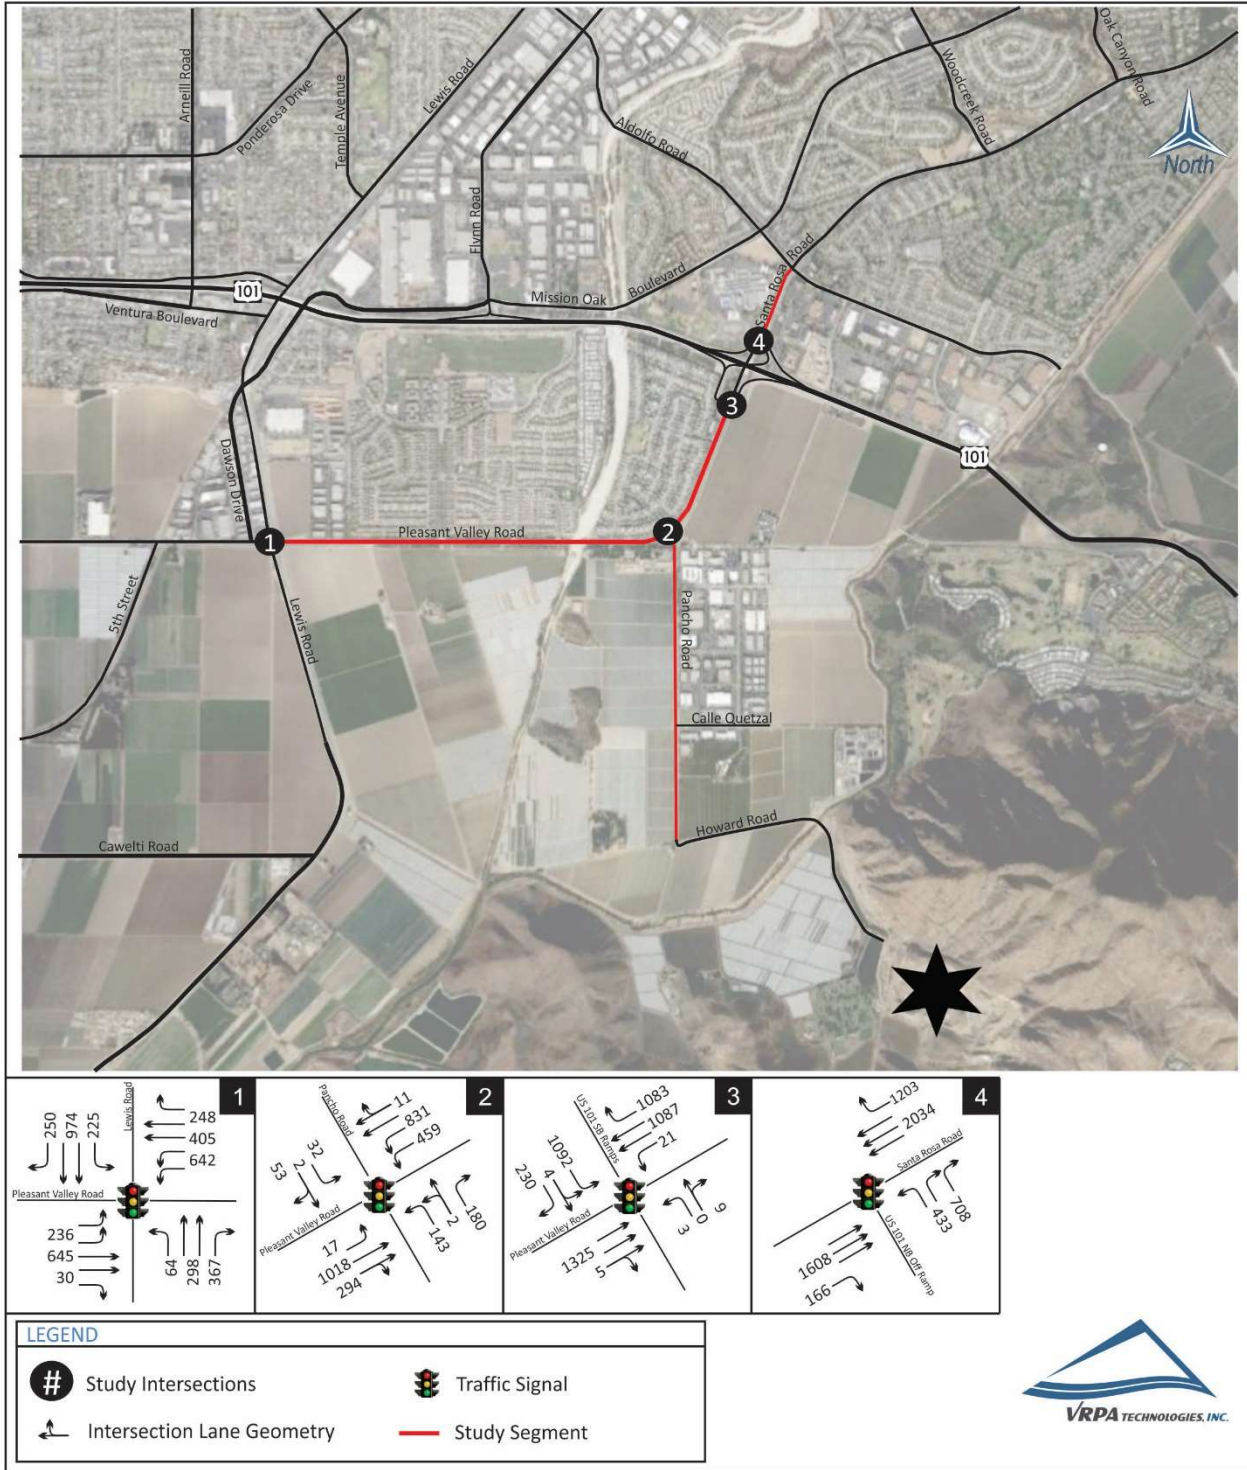 Arneill Road
Ponderosa Drive
Temple Avenue
Lewis Road
Flynn Road
Aldolfo Road
Woodcreek Road
Oak Canyon Road
North
101
Ventura Boulevard
Mission Oak
Boulevard
Santa Rosa Road
4
3
101
Dawson Drive
1
Pleasant Valley Road
2
5th Street
Lewis Road
Pancho Road
Calle Quetzal
Howard Road
Cawelti Road
1
Lewis Road
250
974
225
248
405
642
Pleasant Valley Road
236
645
30
64
298
367
2
Pancho Road
11
831
459
53
2
32
Pleasant Valley Road
17
1018
294
143
2
180
3
US 101 SB Ramps
1083
1087
21
230
4
1092
Pleasant Valley Road
1325
5
3
0
9
4
1203
2034
Santa Rosa Road
1608
166
433
708
US 101 NB Off Ramp
LEGEND
# Study Intersections
Traffic Signal
Intersection Lane Geometry
Study Segment
VRPA TECHNOLOGIES, INC.